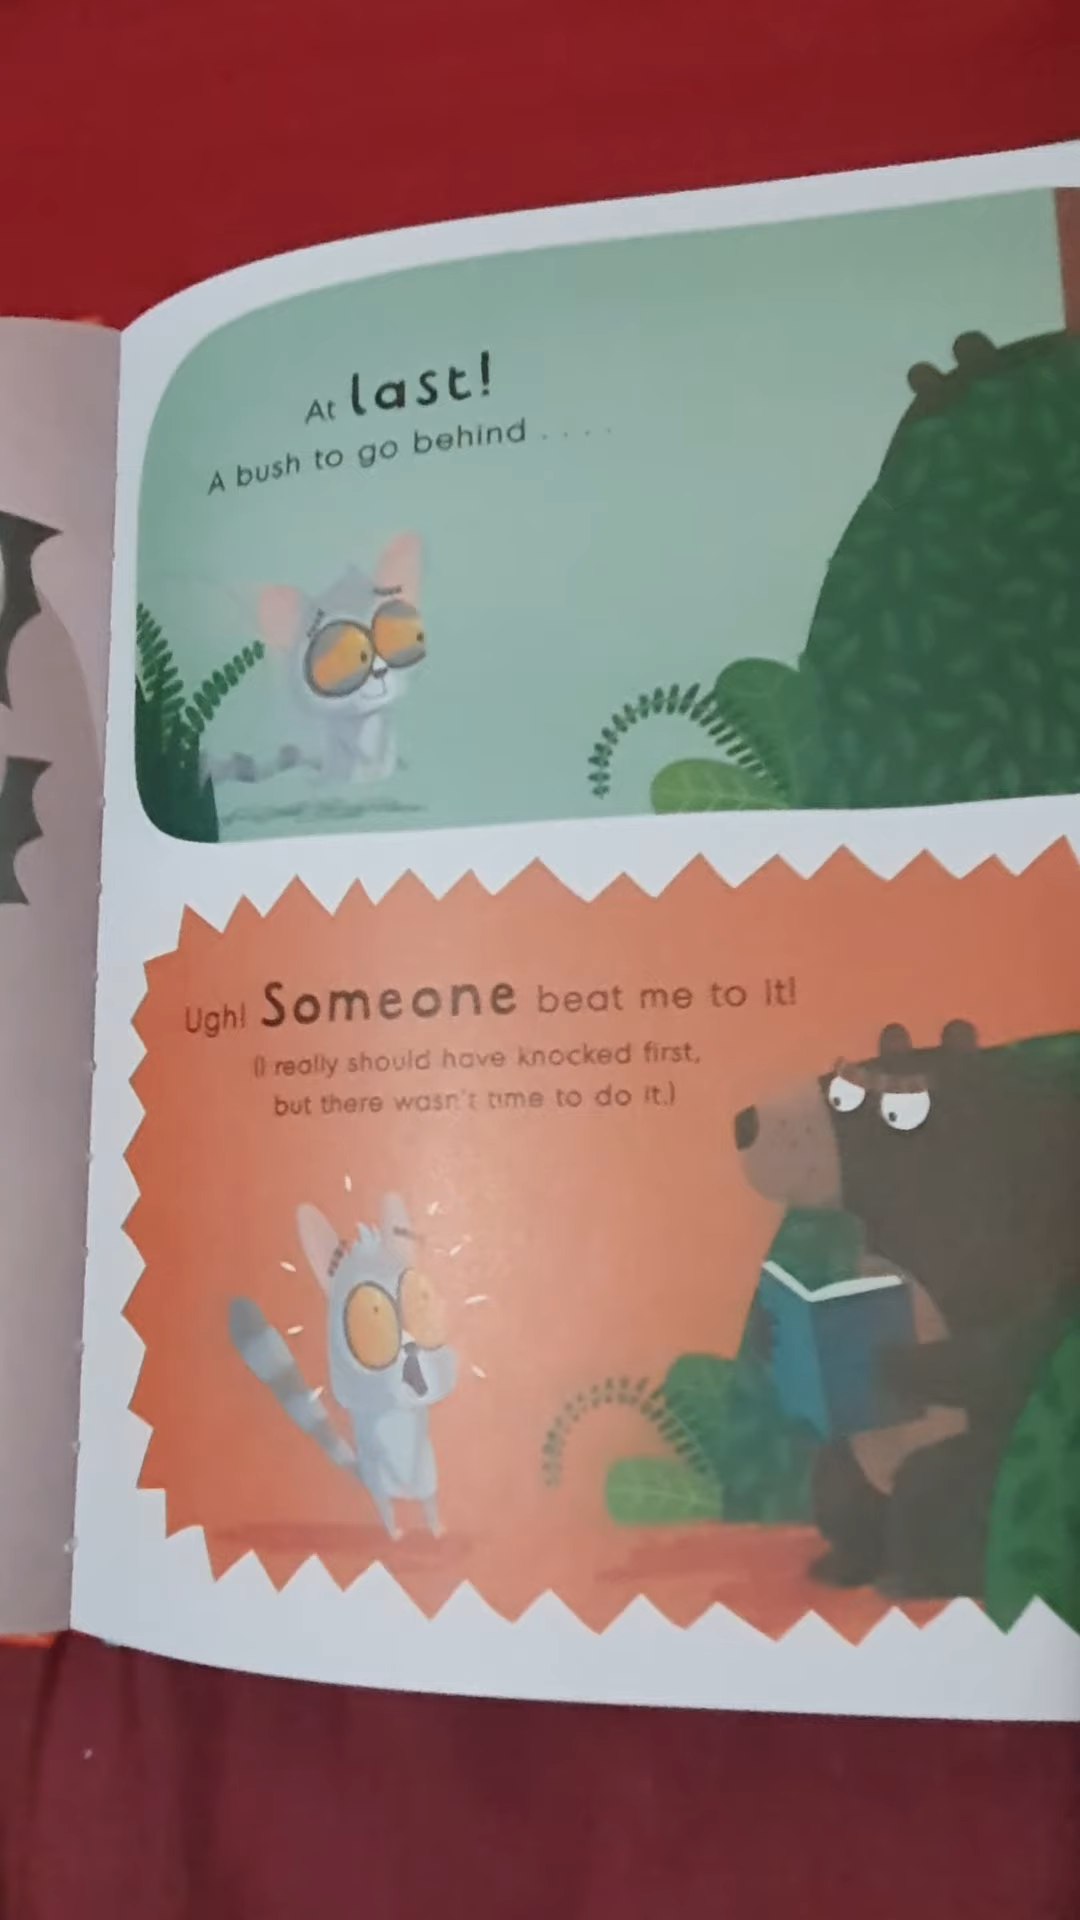 At last!
A bush to go behind . . . .
Ugh! Someone beat me to it!
(I really should have knocked first,
but there wasn't time to do it.)